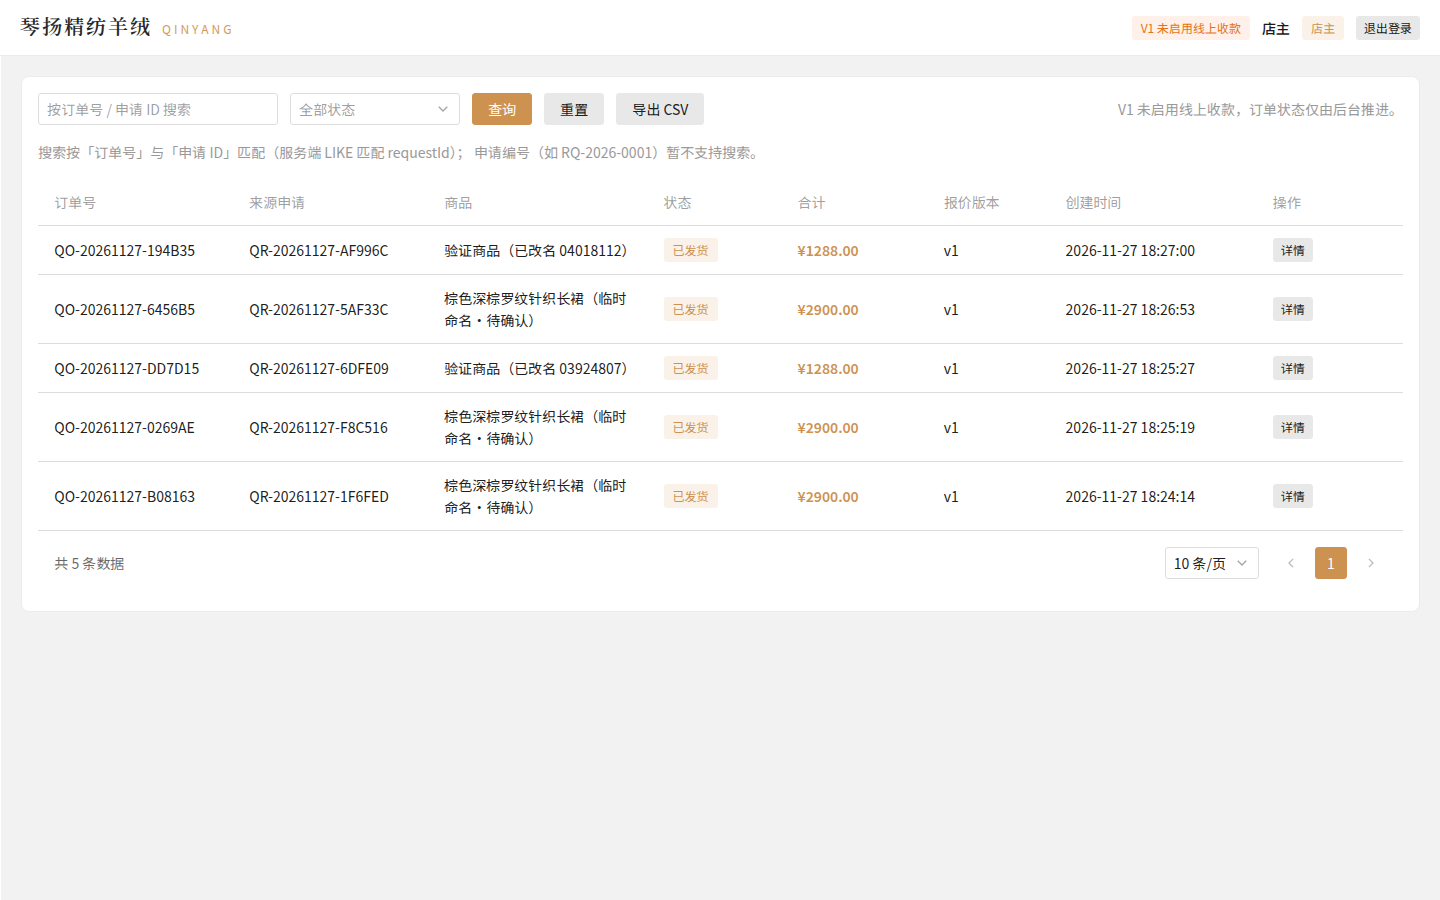 琴扬精纺羊绒 QINYANG
V1 未启用线上收款 店主 店主 退出登录
按订单号 / 申请 ID 搜索 全部状态 查询 重置 导出 CSV V1 未启用线上收款，订单状态仅由后台推进。
搜索按「订单号」与「申请 ID」匹配（服务端 LIKE 匹配 requestId）； 申请编号（如 RQ-2026-0001）暂不支持搜索。
订单号 来源申请 商品 状态 合计 报价版本 创建时间 操作
QO-20261127-194B35 QR-20261127-AF996C 验证商品（已改名 04018112） 已发货 ¥1288.00 v1 2026-11-27 18:27:00 详情
QO-20261127-6456B5 QR-20261127-5AF33C 棕色深棕罗纹针织长裙（临时
命名・待确认） 已发货 ¥2900.00 v1 2026-11-27 18:26:53 详情
QO-20261127-DD7D15 QR-20261127-6DFE09 验证商品（已改名 03924807） 已发货 ¥1288.00 v1 2026-11-27 18:25:27 详情
QO-20261127-0269AE QR-20261127-F8C516 棕色深棕罗纹针织长裙（临时
命名・待确认） 已发货 ¥2900.00 v1 2026-11-27 18:25:19 详情
QO-20261127-B08163 QR-20261127-1F6FED 棕色深棕罗纹针织长裙（临时
命名・待确认） 已发货 ¥2900.00 v1 2026-11-27 18:24:14 详情
共 5 条数据 10 条/页 1